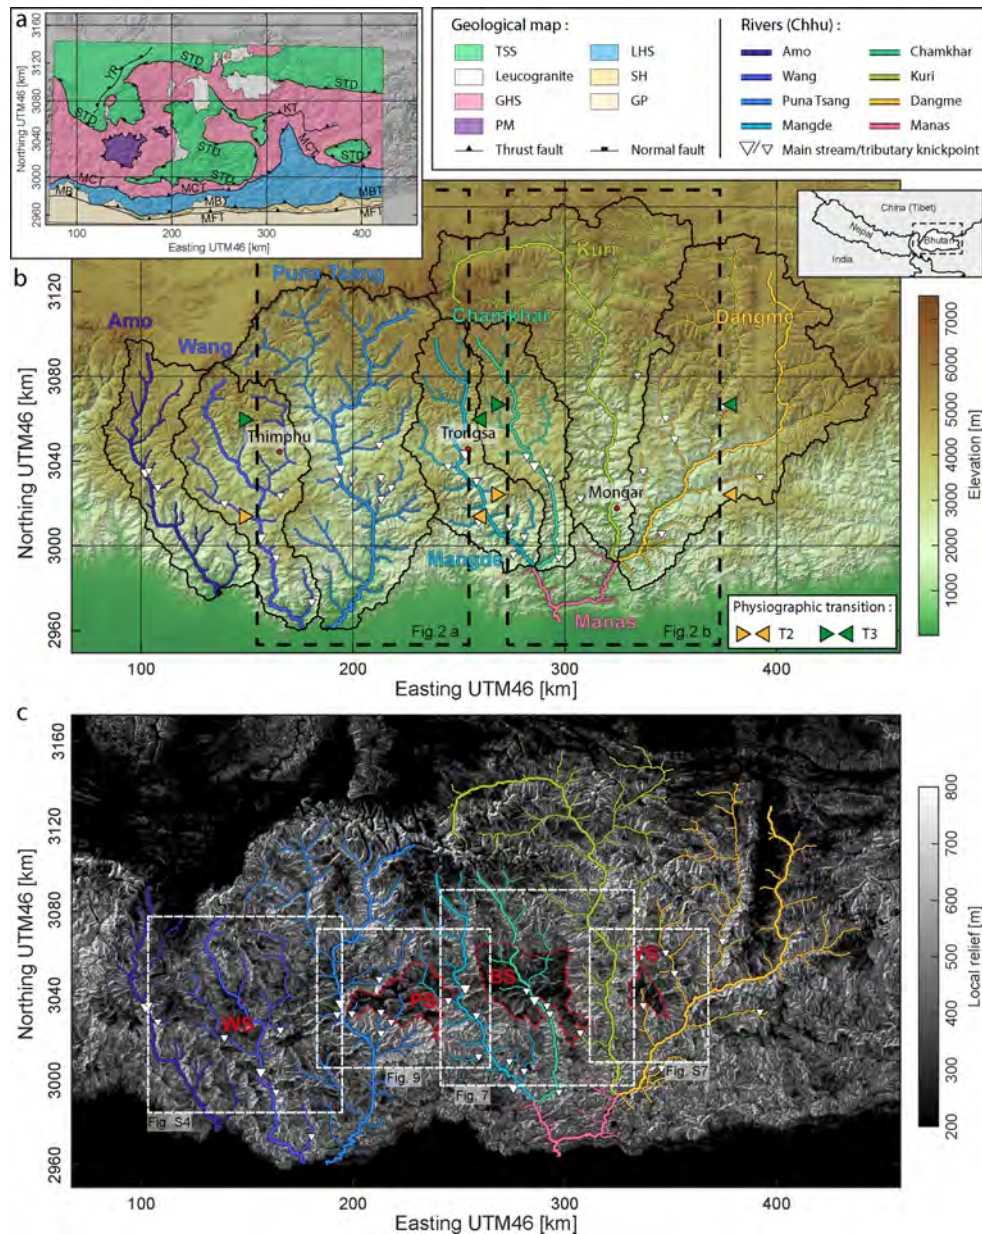 a
3160
3120
3080
3040
3000
2960
Northing UTM46 [km]
YR
STD
STD
STD
STD
STD
STD
KT
MCT
MCT
MCT
MBT
MBT
MBT
MFT
MFT
100
200
300
400
Easting UTM46 [km]
Geological map :
TSS
LHS
Leucogranite
SH
GHS
GP
PM
Thrust fault
Normal fault
Rivers (Chhu) :
Amo
Chamkhar
Wang
Kuri
Puna Tsang
Dangme
Mangde
Manas
Main stream/tributary knickpoint
China (Tibet)
Nepal
Bhutan
India
b
3120
3080
3040
3000
2960
Northing UTM46 [km]
Amo
Wang
Puna Tsang
Chamkhar
Kuri
Dangme
Thimphu
Trongsa
Mongar
Mangde
Manas
Fig.2 a
Fig.2 b
Physiographic transition :
T2
T3
100
200
300
400
Easting UTM46 [km]
7000
6000
5000
4000
3000
2000
1000
Elevation [m]
c
3160
3120
3080
3040
3000
2960
Northing UTM46 [km]
WS
PS
BS
YS
Fig. S4
Fig. 9
Fig. 7
Fig. S7
100
200
300
400
Easting UTM46 [km]
800
700
600
500
400
300
200
Local relief [m]